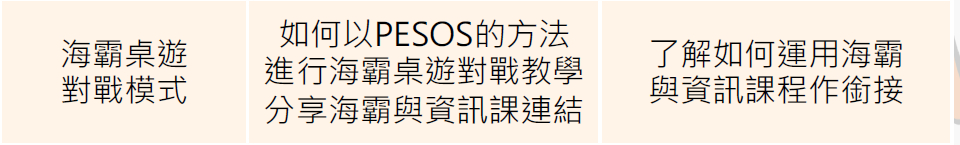 海霸桌遊
對戰模式
如何以PESOS的方法
進行海霸桌遊對戰教學
分享海霸與資訊課連結
了解如何運用海霸
與資訊課程作銜接